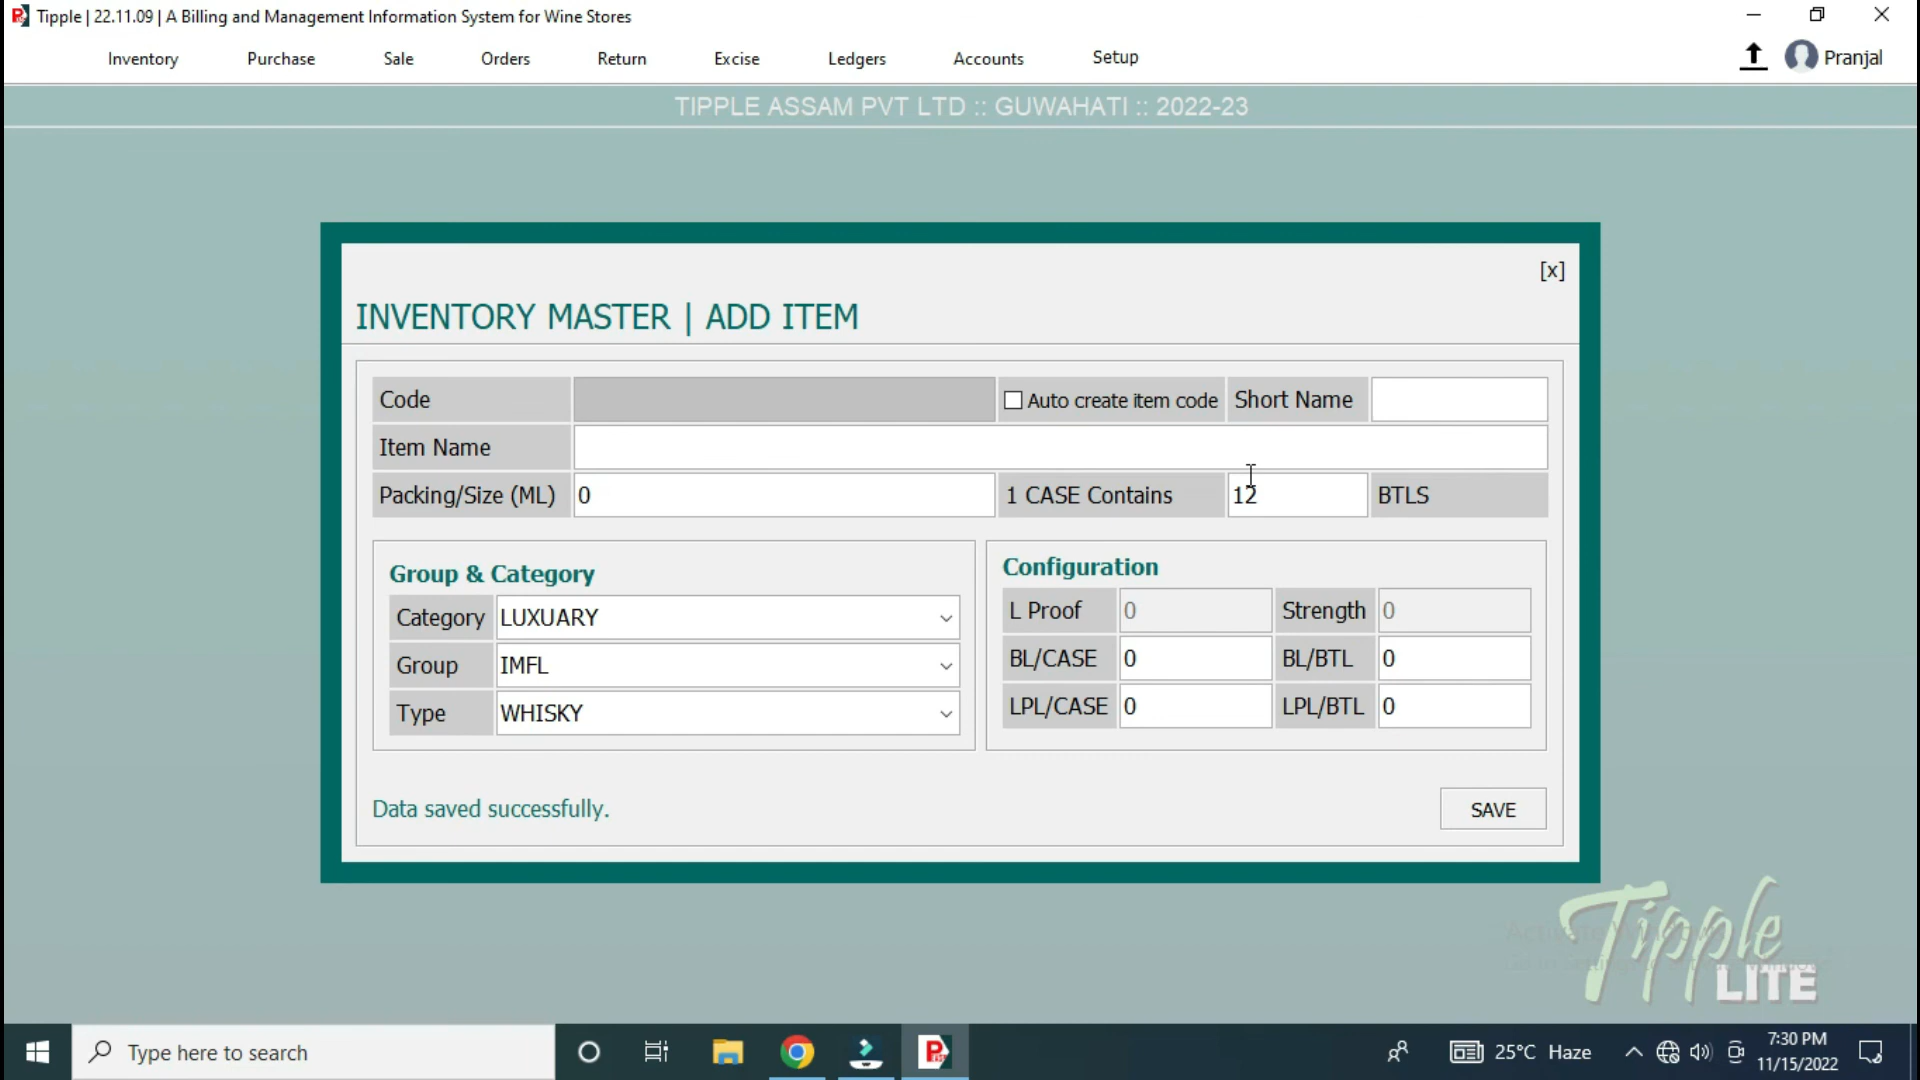 Tipple | 22.11.09 | A Billing and Management Information System for Wine Stores
Inventory Purchase Sale Orders Return Excise Ledgers Accounts Setup Pranjal
TIPPLE ASSAM PVT LTD :: GUWAHATI :: 2022-23
[x]
INVENTORY MASTER | ADD ITEM
Code Auto create item code Short Name
Item Name
Packing/Size (ML) 0 1 CASE Contains 12 BTLS
Group & Category
Category LUXUARY
Group IMFL
Type WHISKY
Configuration
L Proof 0 Strength 0
BL/CASE 0 BL/BTL 0
LPL/CASE 0 LPL/BTL 0
Data saved successfully.
SAVE
Tipple
LITE
Type here to search
25°C Haze
7:30 PM
11/15/2022